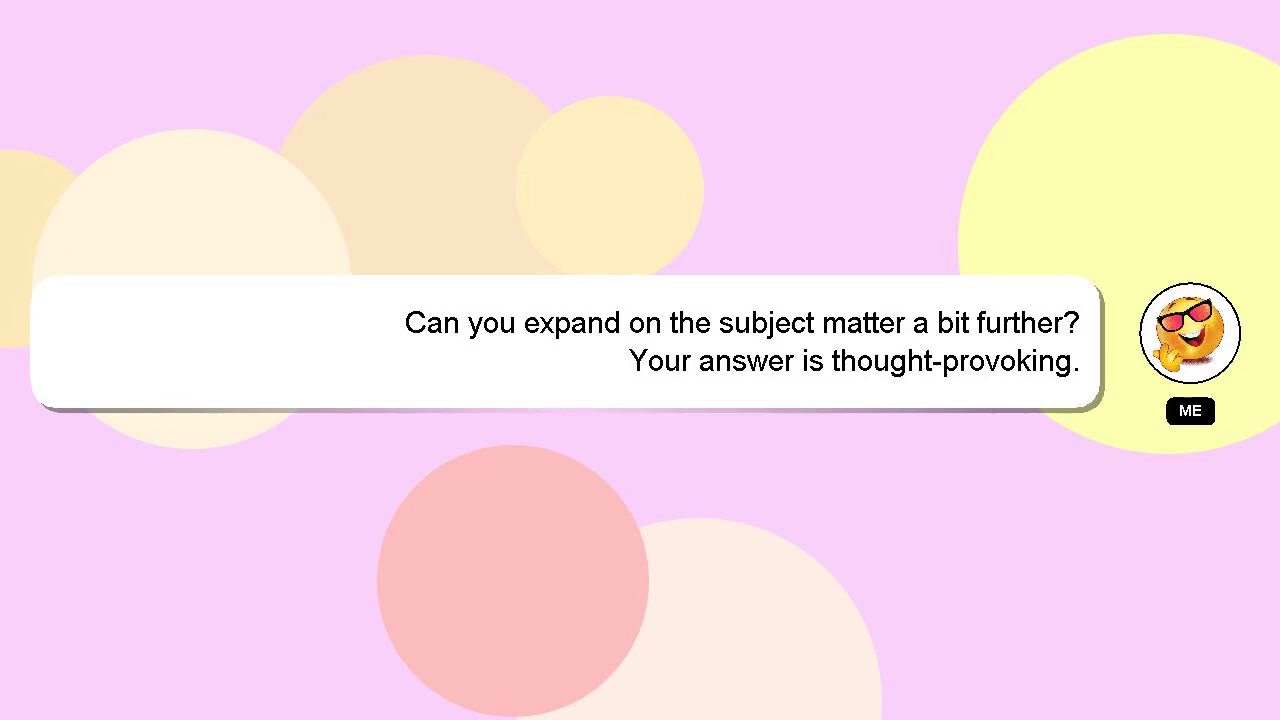 Can you expand on the subject matter a bit further?
Your answer is thought-provoking.
ME